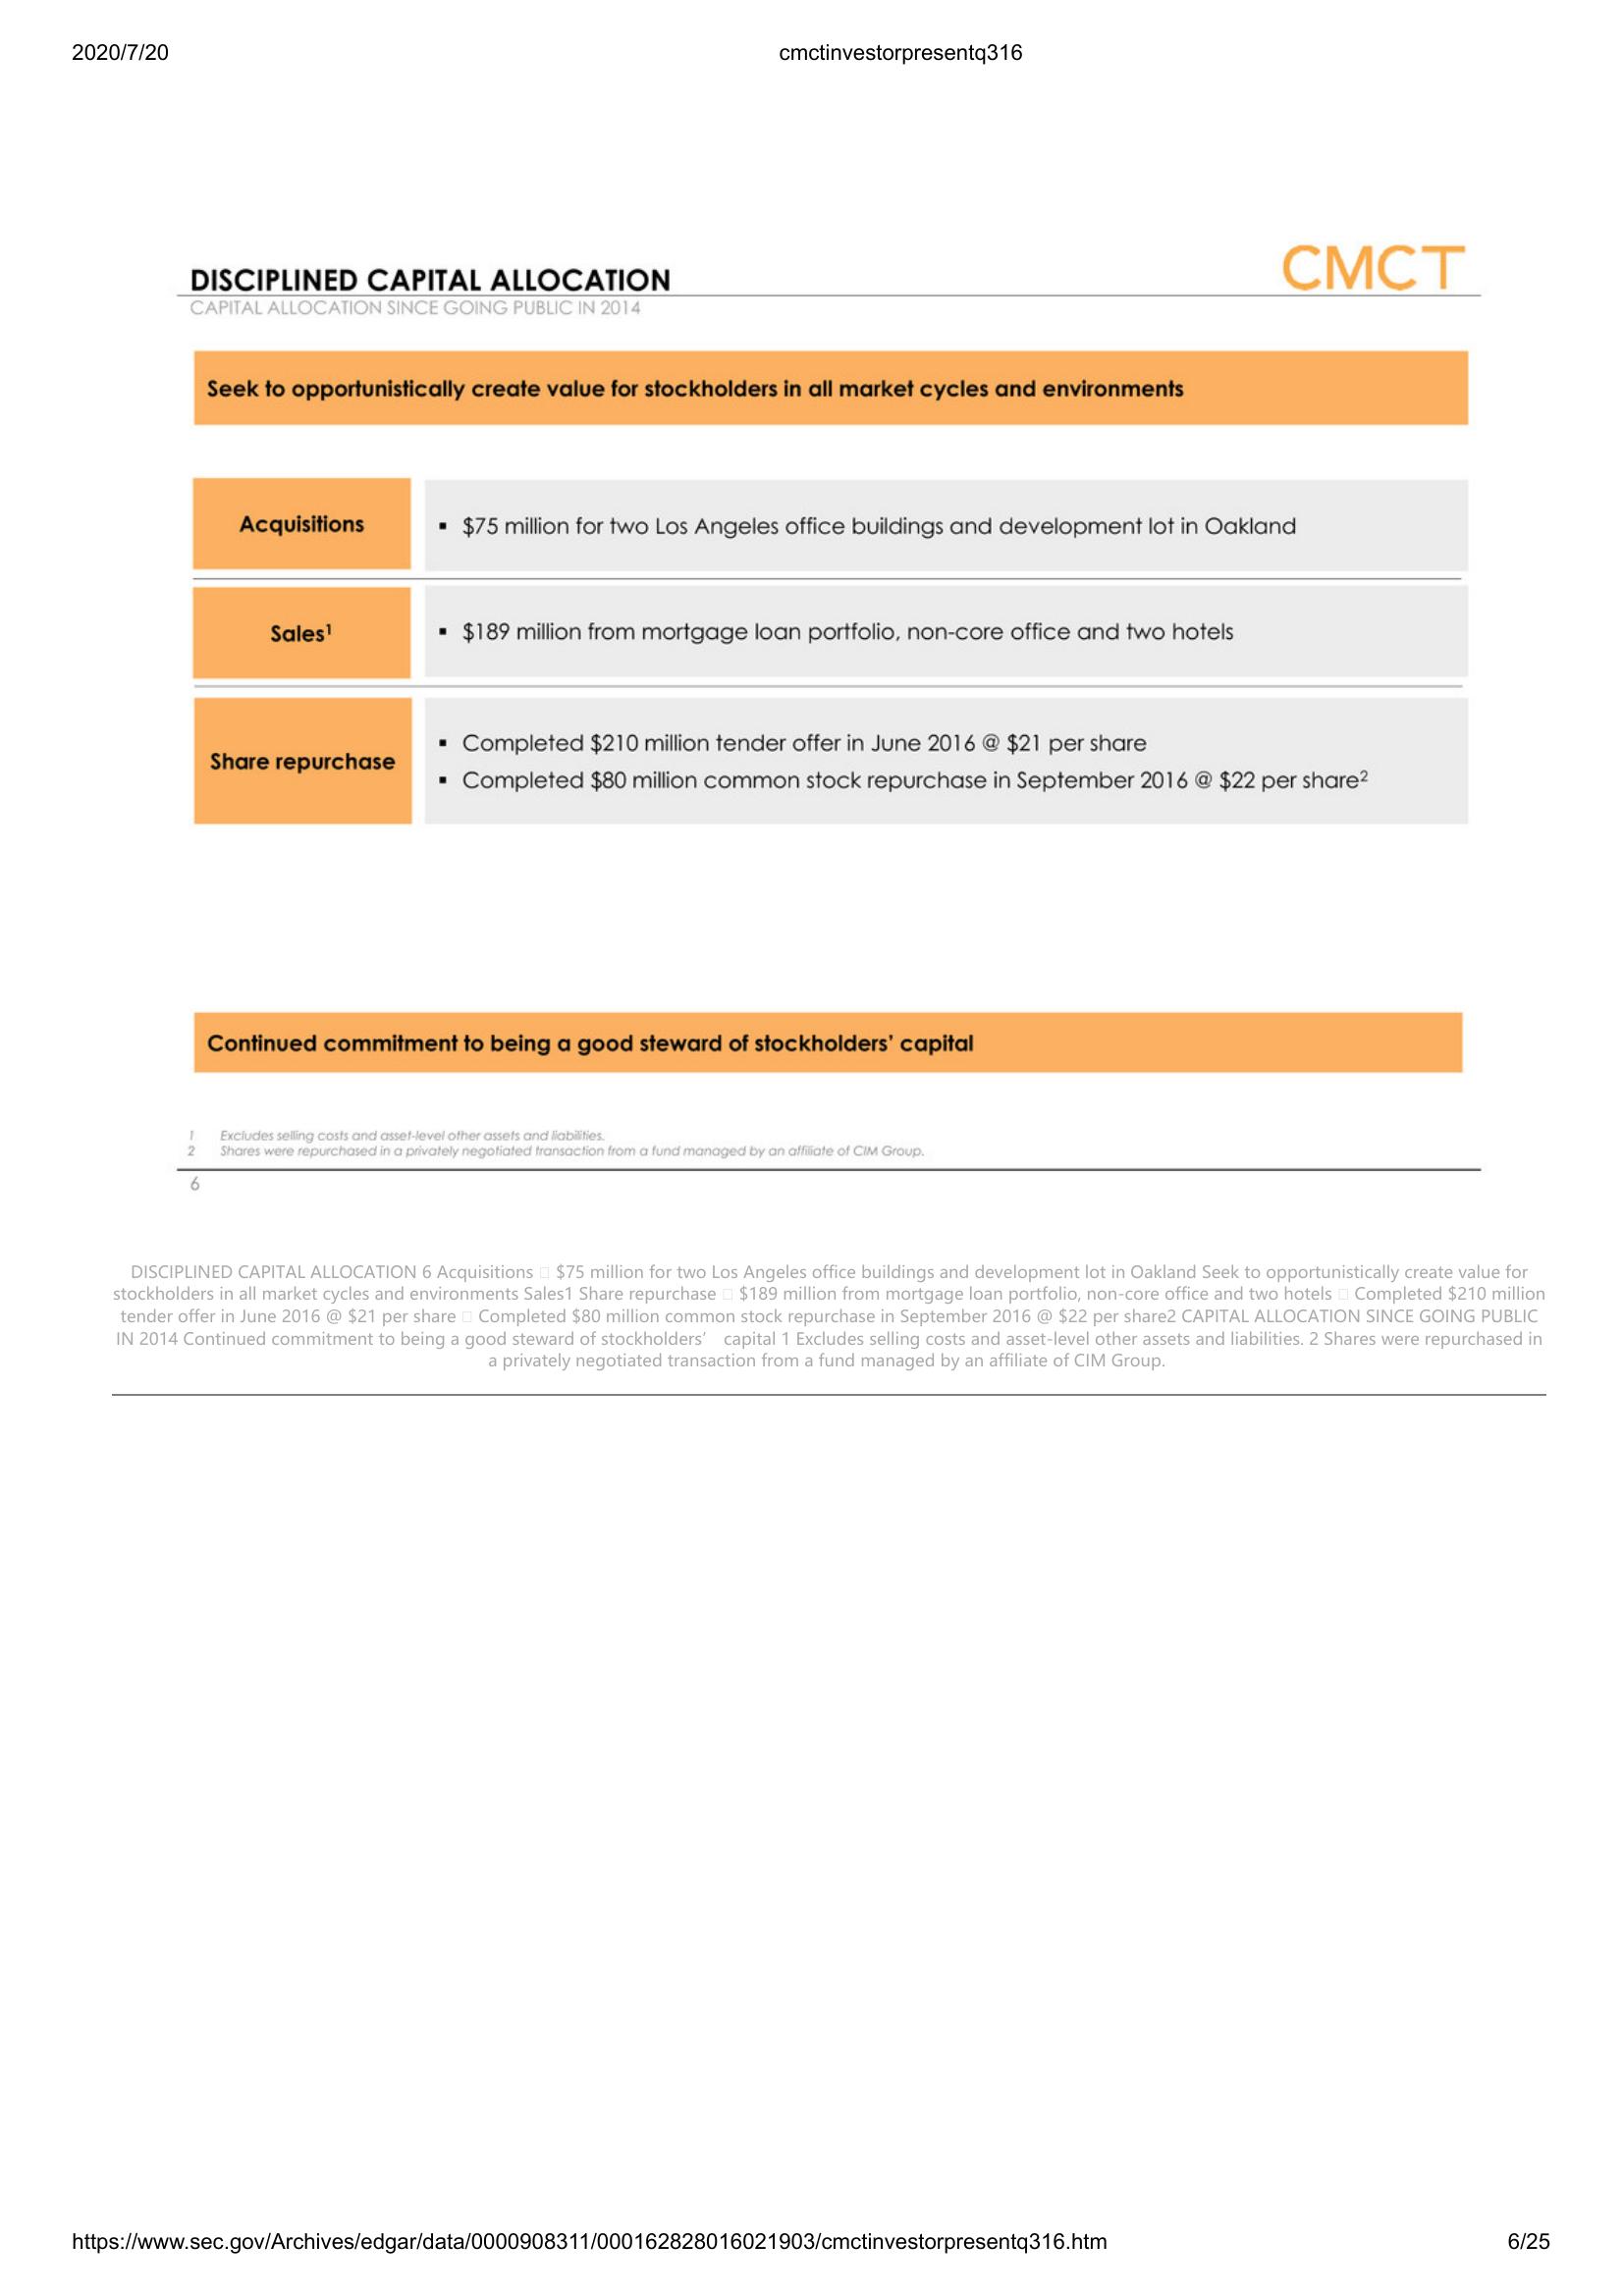 2020/7/20 cmctinvestorpresentq316
CMCT
DISCIPLINED CAPITAL ALLOCATION
CAPITAL ALLOCATION SINCE GOING PUBLIC IN 2014
Seek to opportunistically create value for stockholders in all market cycles and environments
Acquisitions
▪ $75 million for two Los Angeles office buildings and development lot in Oakland
Sales1
▪ $189 million from mortgage loan portfolio, non-core office and two hotels
Share repurchase
▪ Completed $210 million tender offer in June 2016 @ $21 per share
▪ Completed $80 million common stock repurchase in September 2016 @ $22 per share2
Continued commitment to being a good steward of stockholders’ capital
1 Excludes selling costs and asset-level other assets and liabilities.
2 Shares were repurchased in a privately negotiated transaction from a fund managed by an affiliate of CIM Group.
6
DISCIPLINED CAPITAL ALLOCATION 6 Acquisitions  $75 million for two Los Angeles office buildings and development lot in Oakland Seek to opportunistically create value for
stockholders in all market cycles and environments Sales1 Share repurchase  $189 million from mortgage loan portfolio, non-core office and two hotels  Completed $210 million
tender offer in June 2016 @ $21 per share  Completed $80 million common stock repurchase in September 2016 @ $22 per share2 CAPITAL ALLOCATION SINCE GOING PUBLIC
IN 2014 Continued commitment to being a good steward of stockholders’ capital 1 Excludes selling costs and asset-level other assets and liabilities. 2 Shares were repurchased in
a privately negotiated transaction from a fund managed by an affiliate of CIM Group.
https://www.sec.gov/Archives/edgar/data/0000908311/000162828016021903/cmctinvestorpresentq316.htm 6/25